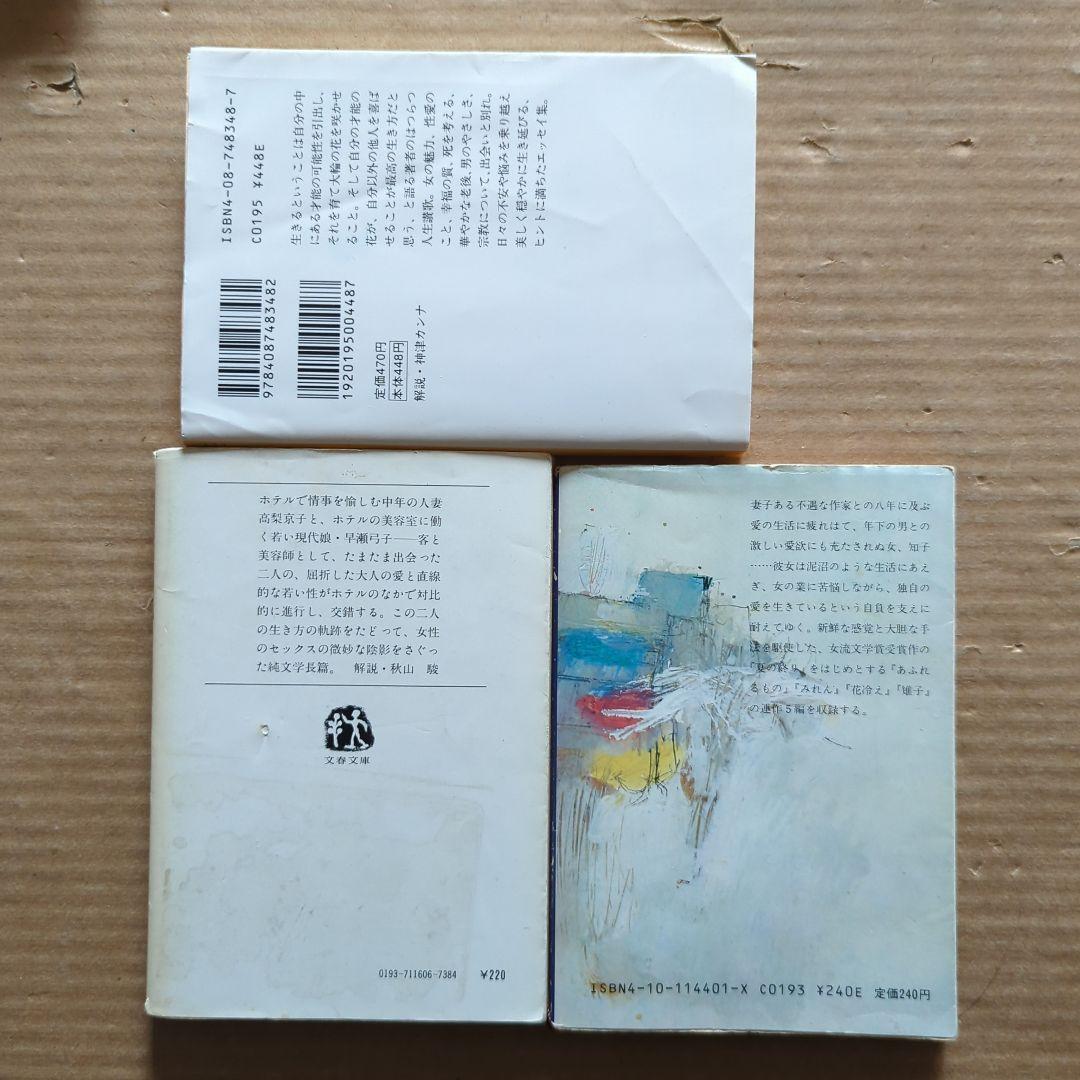 ISBN4-08-748348-7
C0195 ¥448E
生きるということは自分の中
にある才能の可能性を引出し、
それを育て大輪の花を咲かせ
ること。そして自分の才能の
花が、自分以外の他人を喜ば
せることが最高の生き方だと
思う、と語る著者のはつらつ
人生讃歌。女の魅力、性愛の
こと、幸福の質、死を考える、
華やかな老後、男のやさしさ、
宗教について、出会いと別れ。
日々の不安や悩みを乗り越え
美しく穏やかに生き延びる、
ヒントに満ちたエッセイ集。
9784087483482
1920195004487
定価470円
本体448円
解説・神津カンナ
ホテルで情事を愉しむ中年の人妻
高梨京子と、ホテルの美容室に働
く若い現代娘・早瀬弓子——客と
美容師として、たまたま出会った
二人の、屈折した大人の愛と直線
的な若い性がホテルのなかで対比
的に進行し、交錯する。この二人
の生き方の軌跡をたどって、女性
のセックスの微妙な陰影をさぐっ
た純文学長篇。 解説・秋山 駿
文春文庫
0193-711606-7384 ¥220
妻子ある不遇な作家との八年に及ぶ
愛の生活に疲れはて、年下の男との
激しい愛欲にも充たされぬ女、知子
……彼女は泥沼のような生活にあえ
ぎ、女の業に苦悩しながら、独自の
愛を生きているという自負を支えに
耐えてゆく。新鮮な感覚と大胆な手
法を駆使した、女流文学賞受賞作の
『夏の終り』をはじめとする『あふれ
るもの』『みれん』『花冷え』『雉子』
の連作5編を収録する。
ISBN4-10-114401-X C0193 ¥240E 定価240円